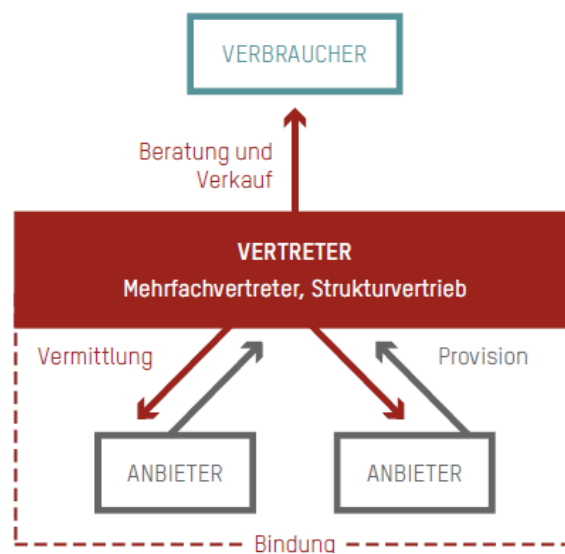 VERBRAUCHER
Beratung und
Verkauf
VERTRETER
Mehrfachvertreter, Strukturvertrieb
Vermittlung
Provision
ANBIETER
ANBIETER
Bindung